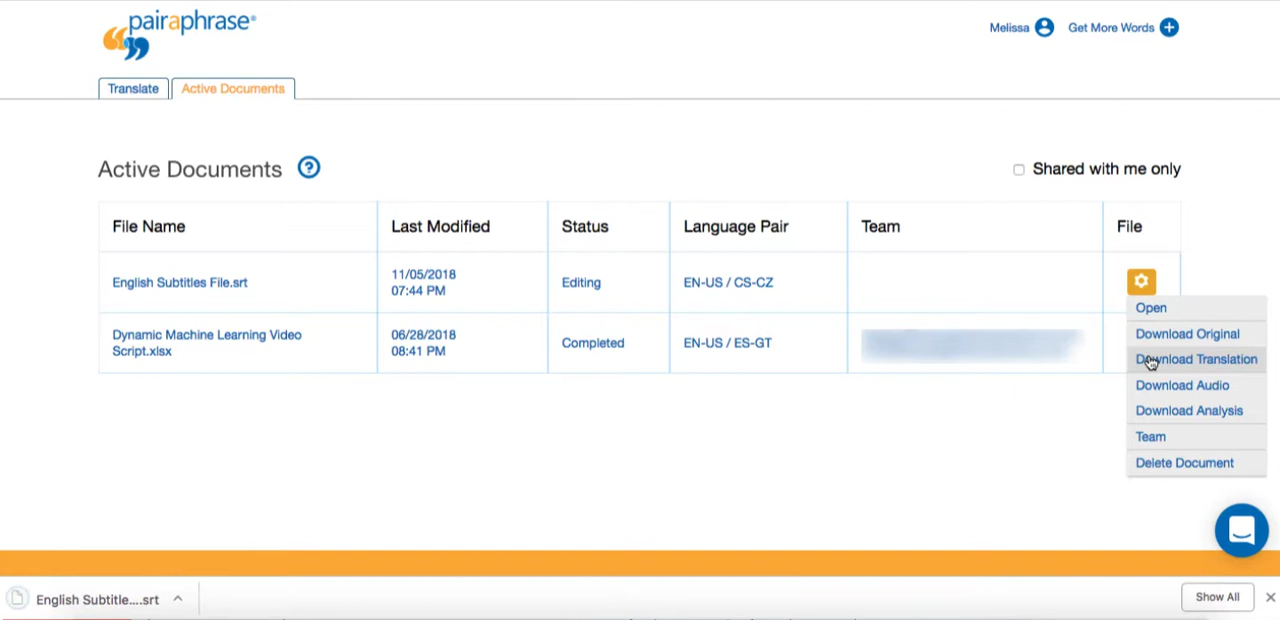 pairaphrase®
Melissa
Get More Words
Translate
Active Documents
Active Documents
Shared with me only
File Name
Last Modified
Status
Language Pair
Team
File
English Subtitles File.srt
11/05/2018
07:44 PM
Editing
EN-US / CS-CZ
Dynamic Machine Learning Video
Script.xlsx
06/28/2018
08:41 PM
Completed
EN-US / ES-GT
Open
Download Original
Download Translation
Download Audio
Download Analysis
Team
Delete Document
English Subtitle....srt
Show All